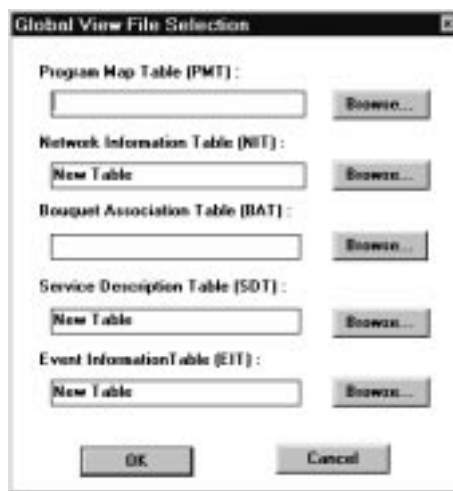 Global View File Selection
Program Map Table (PMT) :
Browse...
Network Information Table (NIT) :
New Table
Browse...
Bouquet Association Table (BAT) :
Browse...
Service Description Table (SDT) :
New Table
Browse...
Event InformationTable (EIT) :
New Table
Browse...
OK
Cancel